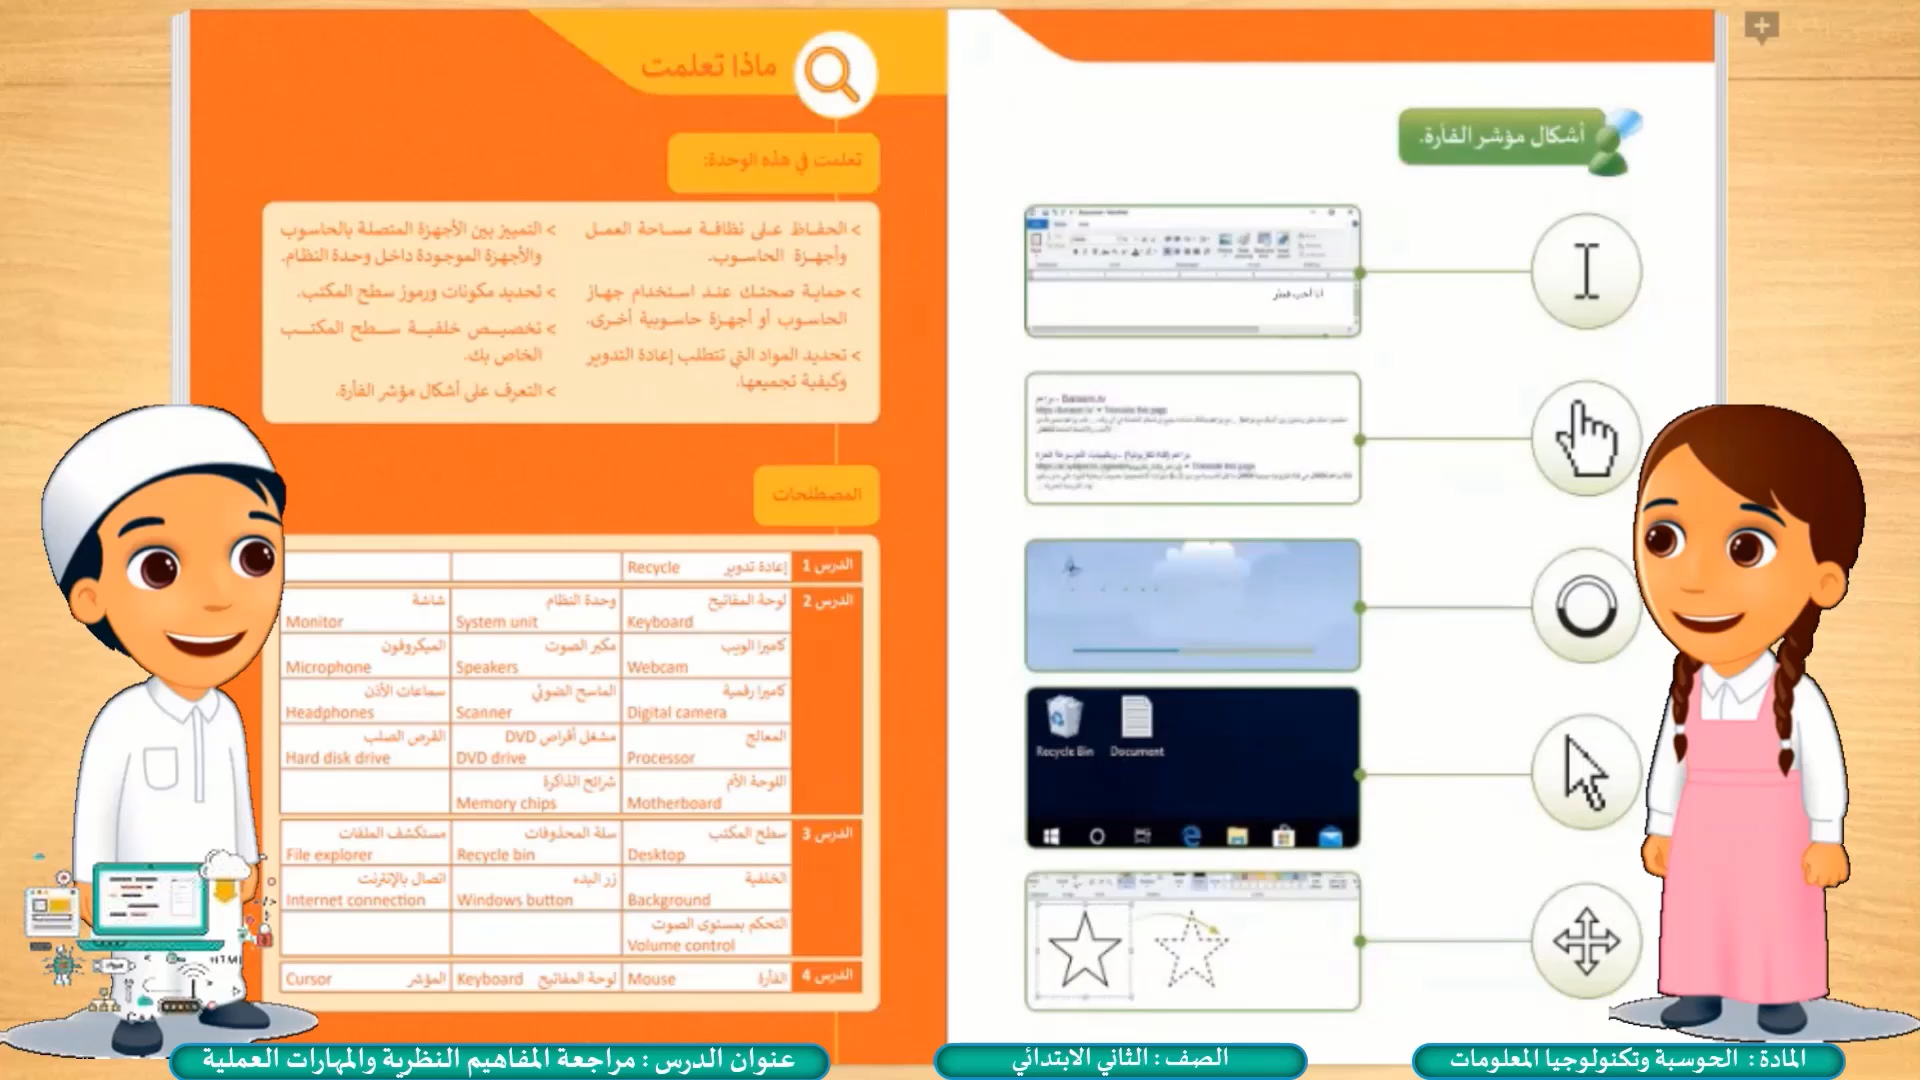 أشكال مؤشر الفأرة.
أنا أحب قطر
Recycle Bin
Document
ماذا تعلمت
تعلمت في هذه الوحدة:
> الحفاظ على نظافة مساحة العمل
وأجهزة الحاسوب.
> حماية صحتك عند استخدام جهاز
الحاسوب أو أجهزة حاسوبية أخرى.
> تحديد المواد التي تتطلب إعادة التدوير
وكيفية تجميعها.
> التمييز بين الأجهزة المتصلة بالحاسوب
والأجهزة الموجودة داخل وحدة النظام.
> تحديد مكونات ورموز سطح المكتب.
> تخصيص خلفية سطح المكتب
الخاص بك.
> التعرف على أشكال مؤشر الفأرة.
المصطلحات
الدرس 1
إعادة تدوير Recycle
الدرس 2
لوحة المفاتيح وحدة النظام شاشة
Keyboard System unit Monitor
كاميرا الويب مكبر الصوت الميكروفون
Webcam Speakers Microphone
كاميرا رقمية الماسح الضوئي سماعات الأذن
Digital camera Scanner Headphones
المعالج مشغل أقراص DVD القرص الصلب
Processor DVD drive Hard disk drive
اللوحة الأم شرائح الذاكرة
Motherboard Memory chips
الدرس 3
سطح المكتب سلة المحذوفات مستكشف الملفات
Desktop Recycle bin File explorer
الخلفية زر البدء اتصال بالإنترنت
Background Windows button Internet connection
التحكم بمستوى الصوت
Volume control
الدرس 4
الفأرة Mouse لوحة المفاتيح Keyboard المؤشر Cursor
المادة : الحوسبة وتكنولوجيا المعلومات
الصف : الثاني الابتدائي
عنوان الدرس : مراجعة المفاهيم النظرية والمهارات العملية